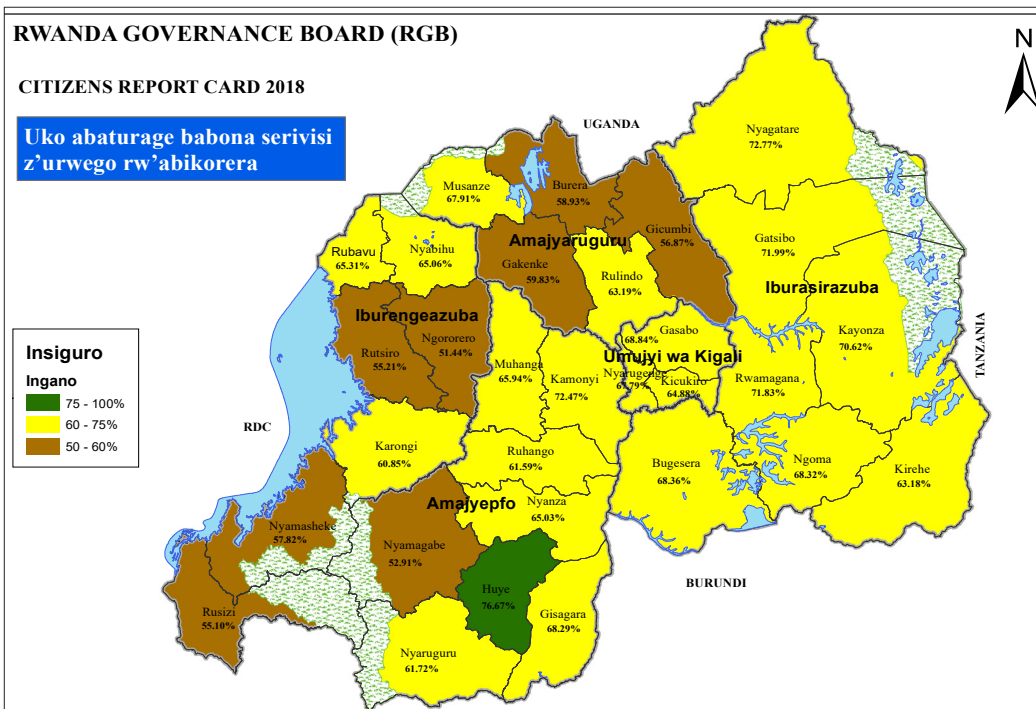 RWANDA GOVERNANCE BOARD (RGB)
CITIZENS REPORT CARD 2018
Uko abaturage babona serivisi
z'urwego rw'abikorera
N
UGANDA
Nyagatare
72.77%
Musanze
67.91%
Burera
58.93%
Gicumbi
56.87%
Amajyaruguru
Gatsibo
71.99%
Rubavu
65.31%
Nyabihu
65.06%
Gakenke
59.83%
Rulindo
63.19%
Iburasirazuba
Iburengeazuba
Rutsiro
55.21%
Ngororero
51.44%
Gasabo
68.84%
Umujyi wa Kigali
Nyarugenge
67.79%
Kicukiro
64.88%
Kayonza
70.62%
TANZANIA
Muhanga
65.94%
Kamonyi
72.47%
Rwamagana
71.83%
Insiguro
Ingano
75 - 100%
60 - 75%
50 - 60%
RDC
Karongi
60.85%
Ruhango
61.59%
Bugesera
68.36%
Ngoma
68.32%
Kirehe
63.18%
Amajyepfo
Nyanza
65.03%
Nyamasheke
57.82%
Nyamagabe
52.91%
BURUNDI
Huye
76.67%
Gisagara
68.29%
Rusizi
55.10%
Nyaruguru
61.72%